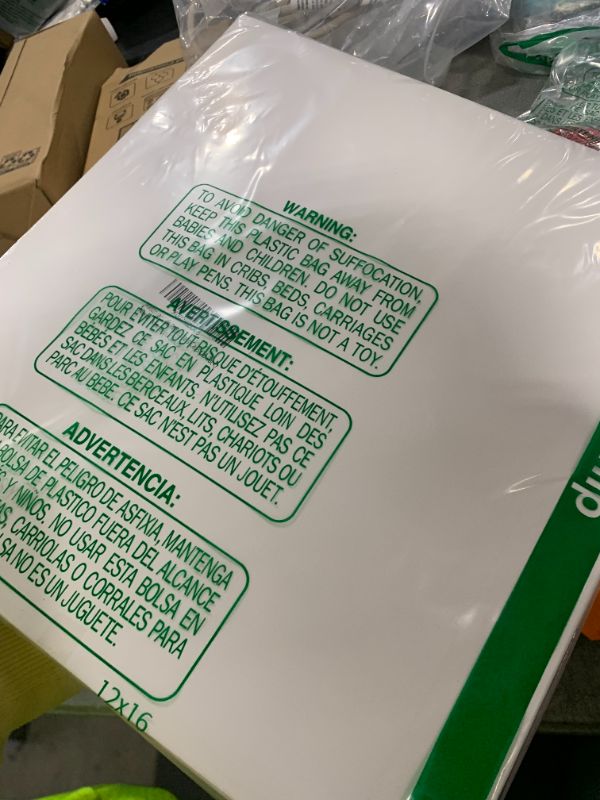 WARNING:
TO AVOID DANGER OF SUFFOCATION,
KEEP THIS PLASTIC BAG AWAY FROM
BABIES AND CHILDREN. DO NOT USE
THIS BAG IN CRIBS, BEDS, CARRIAGES
OR PLAY PENS. THIS BAG IS NOT A TOY.
AVERTISSEMENT:
POUR EVITER TOUT RISQUE D'ÉTOUFFEMENT,
GARDEZ CE SAC EN PLASTIQUE LOIN DES
BÉBÉS ET LES ENFANTS. N'UTILISEZ PAS CE
SAC DANS LES BERCEAUX, LITS, CHARIOTS OU
PARC AU BEBE. CE SAC N'EST PAS UN JOUET.
ADVERTENCIA:
PARA EVITAR EL PELIGRO DE ASFIXIA, MANTENGA
BOLSA DE PLASTICO FUERA DEL ALCANCE
Y NIÑOS. NO USAR ESTA BOLSA EN
CARRIOLAS O CORRALES PARA
SA NO ES UN JUGUETE.
12x16